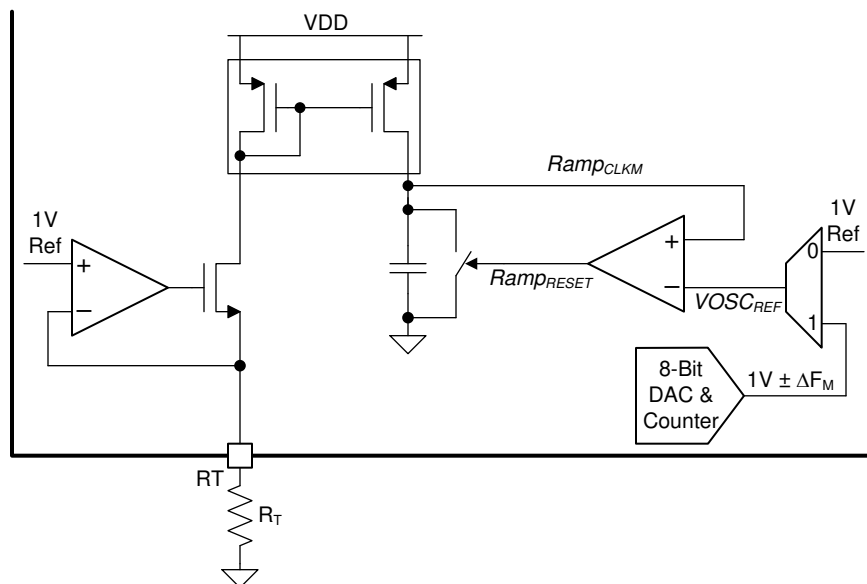 VDD
Ramp_CLKM
1V
Ref
+
−
Ramp_RESET
+
−
VOSC_REF
1V
Ref
0
1
8-Bit
DAC &
Counter
1V ± ΔF_M
RT
R_T